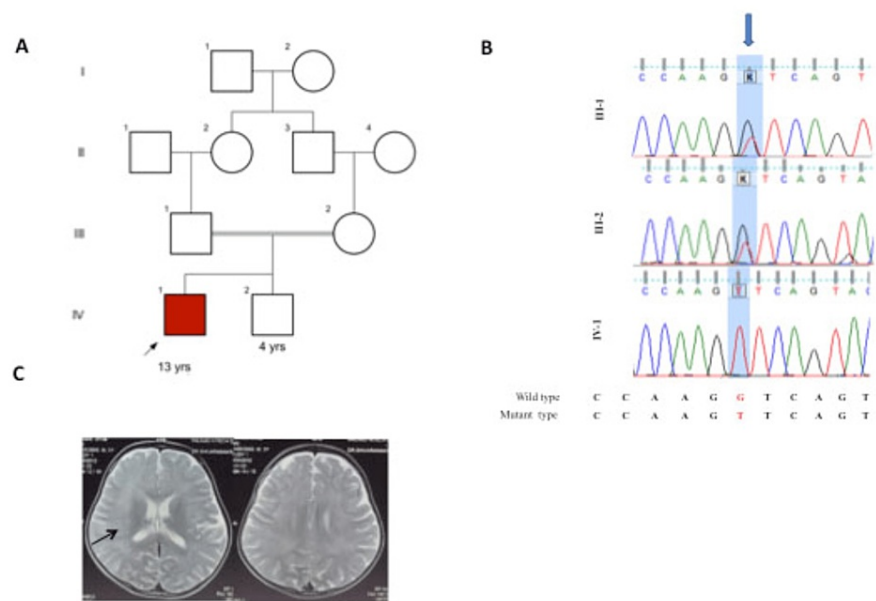 A
1 2
I
1 2 3 4
II
1 2
III
1 2
IV
13 yrs 4 yrs
B
III-1
C C A A G K T C A G T
III-2
C C A A G K T C A G T A
IV-1
C C A A G T T C A G T A C
Wild type C C A A G G T C A G T
Mutant type C C A A G T T C A G T
C